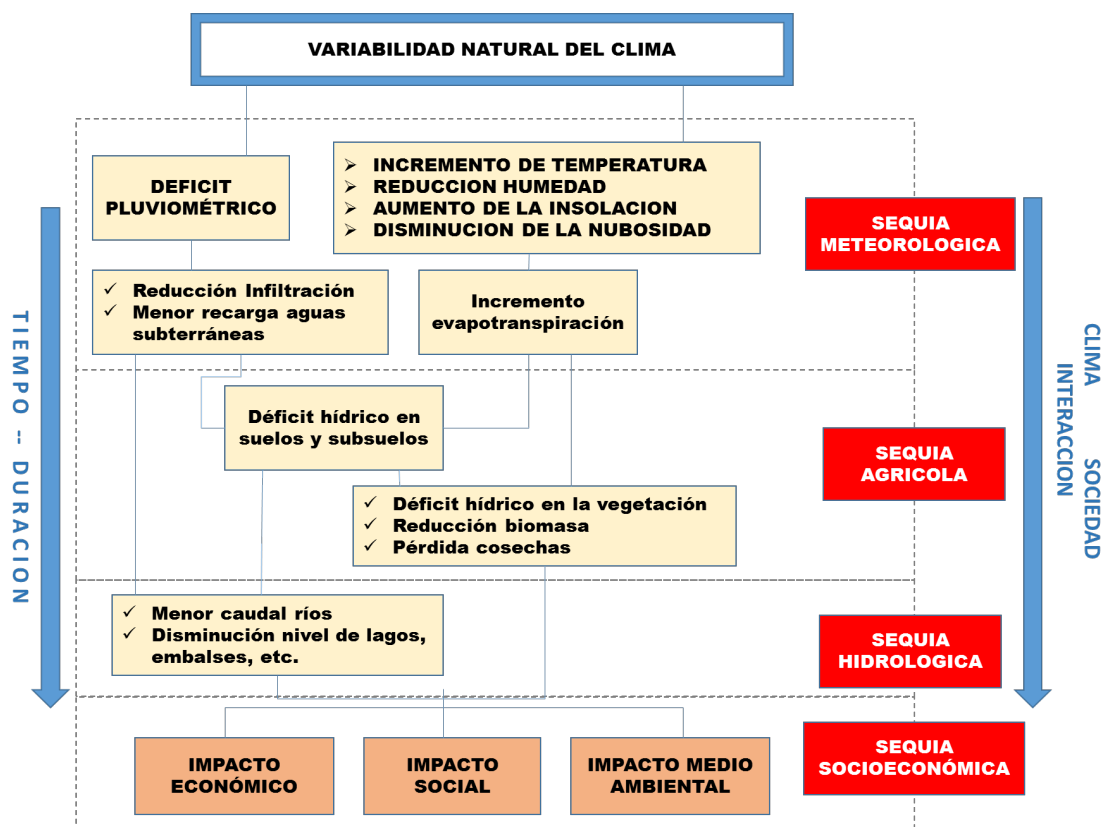 VARIABILIDAD NATURAL DEL CLIMA
DEFICIT
PLUVIOMÉTRICO
INCREMENTO DE TEMPERATURA
REDUCCION HUMEDAD
AUMENTO DE LA INSOLACION
DISMINUCION DE LA NUBOSIDAD
SEQUIA
METEOROLOGICA
Reducción Infiltración
Menor recarga aguas
subterráneas
Incremento
evapotranspiración
Déficit hídrico en
suelos y subsuelos
SEQUIA
AGRICOLA
Déficit hídrico en la vegetación
Reducción biomasa
Pérdida cosechas
Menor caudal ríos
Disminución nivel de lagos,
embalses, etc.
SEQUIA
HIDROLOGICA
IMPACTO
ECONÓMICO
IMPACTO
SOCIAL
IMPACTO MEDIO
AMBIENTAL
SEQUIA
SOCIOECONÓMICA
TIEMPO -- DURACION
CLIMA SOCIEDAD
INTERACCION